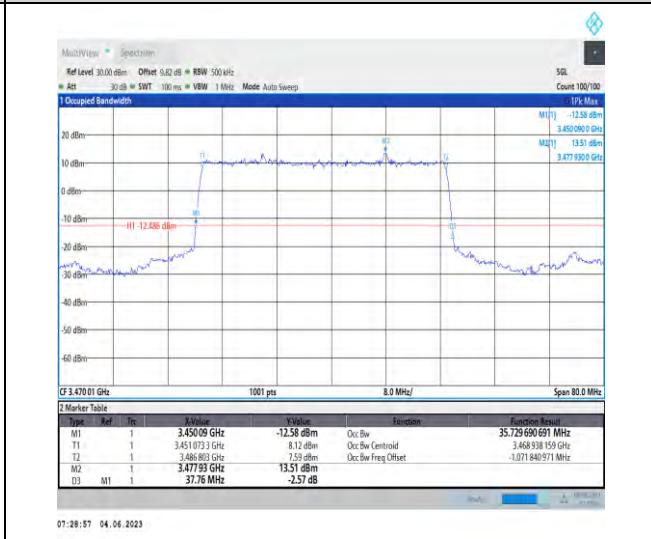 MultiView Spectrum
Ref Level 30.00 dBm Offset 9.82 dB RBW 500 kHz SGL
Att 30 dB SWT 100 ms VBW 1 MHz Mode Auto Sweep Count 100/100
1 Occupied Bandwidth 1Pk Max
M1[1] -12.58 dBm
3.450 090 0 GHz
M2[1] 13.51 dBm
3.477 930 0 GHz
20 dBm
M2
T1 T2
10 dBm
0 dBm
-10 dBm
M1
H1 -12.486 dBm
D3
-20 dBm
-30 dBm
-40 dBm
-50 dBm
-60 dBm
CF 3.470 01 GHz 1001 pts 8.0 MHz/ Span 80.0 MHz
2 Marker Table
Type Ref Trc X-Value Y-Value Function Function Result
M1 1 3.45009 GHz -12.58 dBm Occ Bw 35.729 690 691 MHz
T1 1 3.451 073 3 GHz 8.12 dBm Occ Bw Centroid 3.468 938 159 GHz
T2 1 3.486 803 GHz 7.59 dBm Occ Bw Freq Offset -1.071 840 971 MHz
M2 1 3.47793 GHz 13.51 dBm
D3 M1 1 37.76 MHz -2.57 dB
07:28:57 04.06.2023